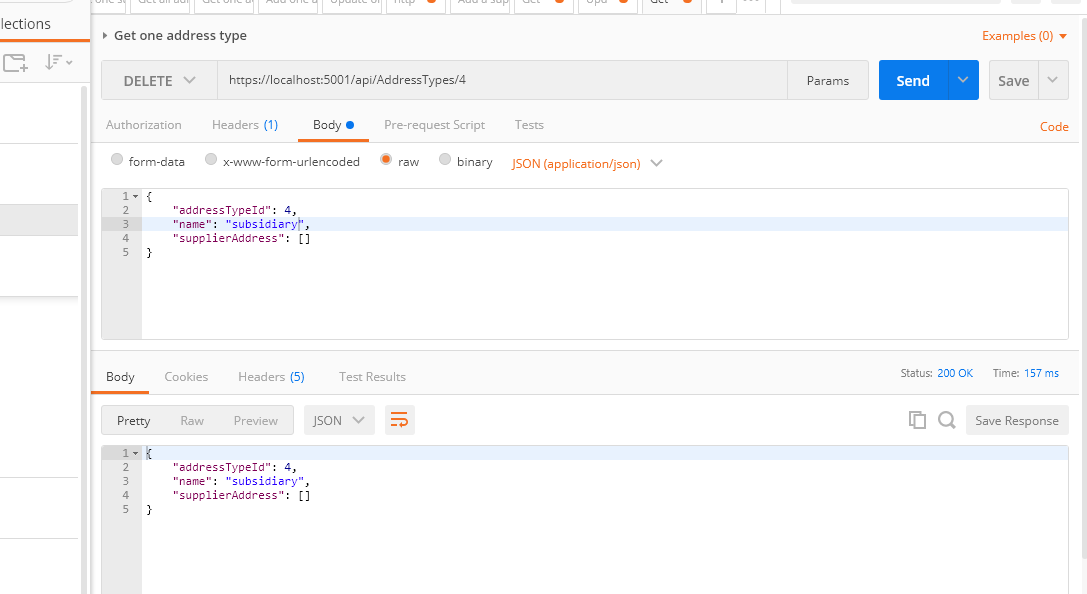 lections
Get one address type
Examples (0)
DELETE https://localhost:5001/api/AddressTypes/4 Params Send Save
Authorization Headers (1) Body Pre-request Script Tests Code
form-data x-www-form-urlencoded raw binary JSON (application/json)
1 {
2 "addressTypeId": 4,
3 "name": "subsidiary",
4 "supplierAddress": []
5 }
Body Cookies Headers (5) Test Results Status: 200 OK Time: 157 ms
Pretty Raw Preview JSON Save Response
1 {
2 "addressTypeId": 4,
3 "name": "subsidiary",
4 "supplierAddress": []
5 }